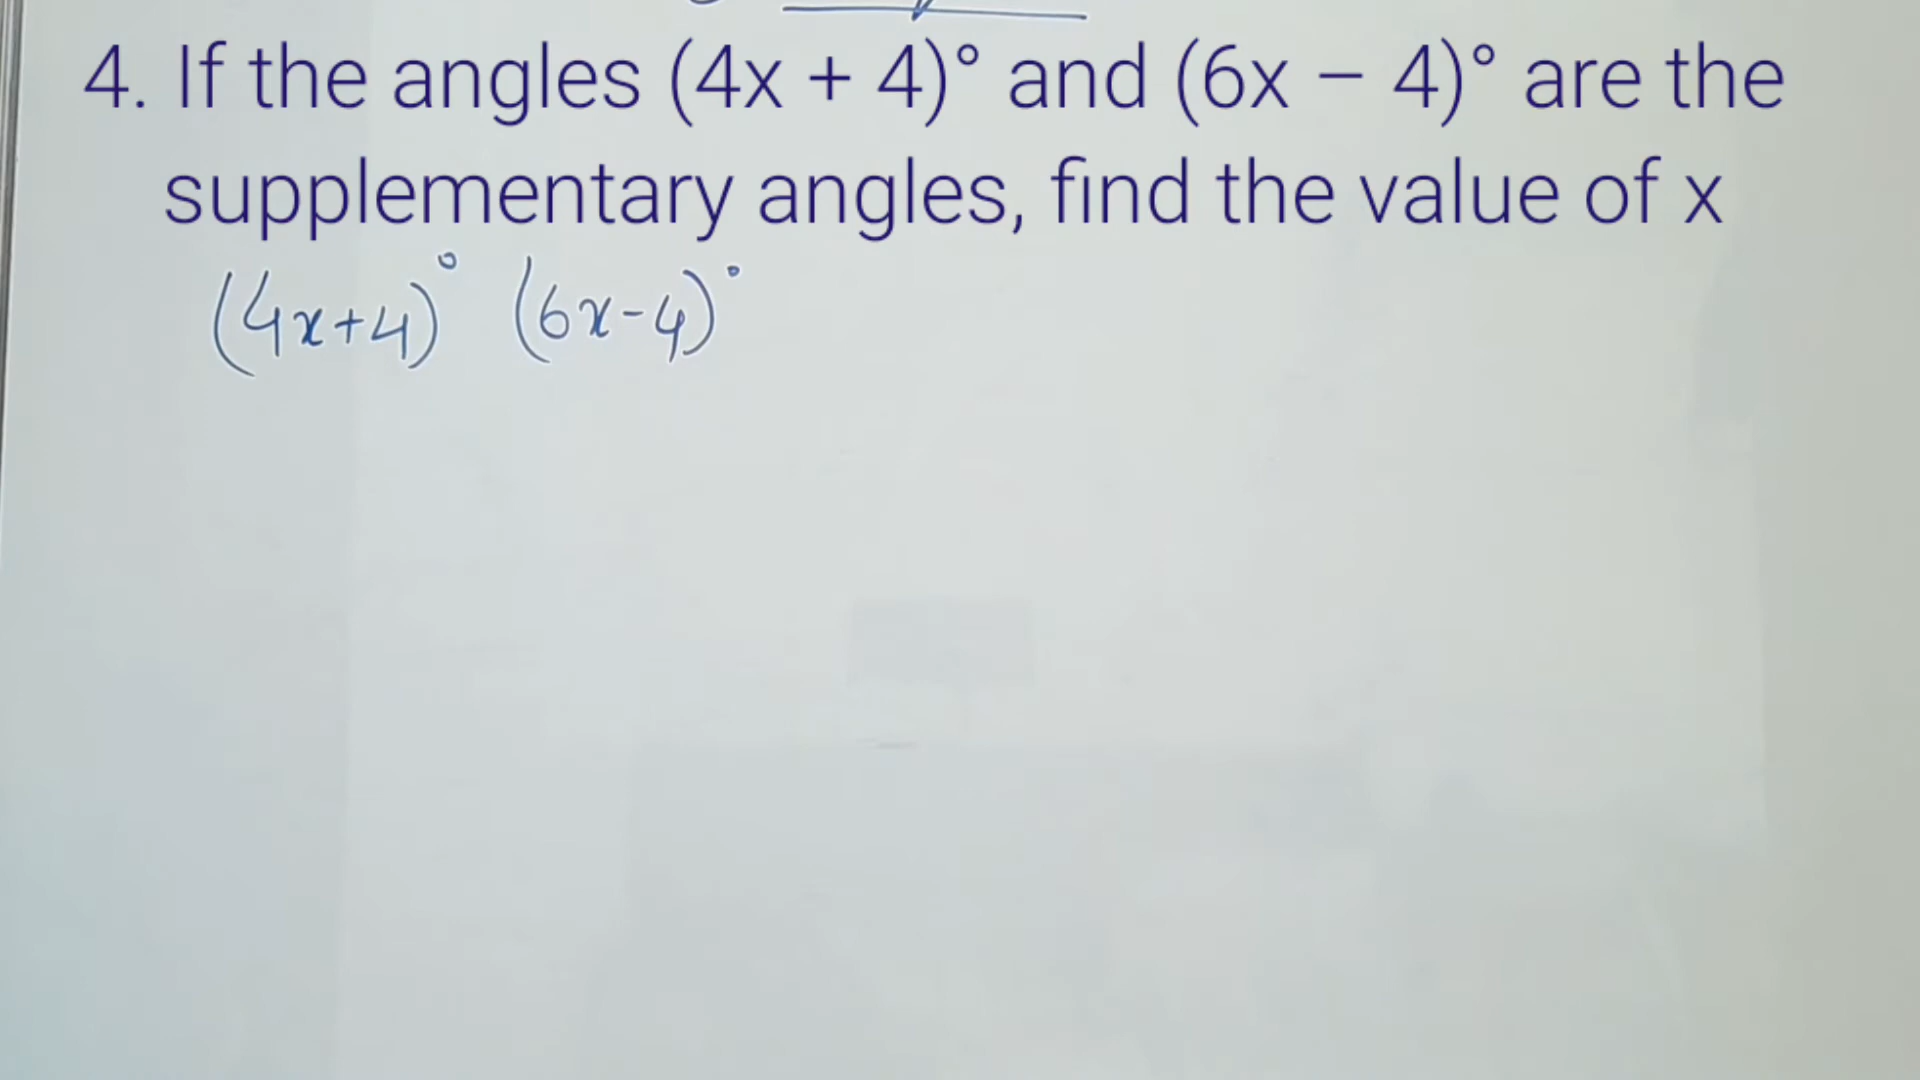 4. If the angles (4x + 4)° and (6x – 4)° are the
supplementary angles, find the value of x
(4x+4)° (6x-4)°